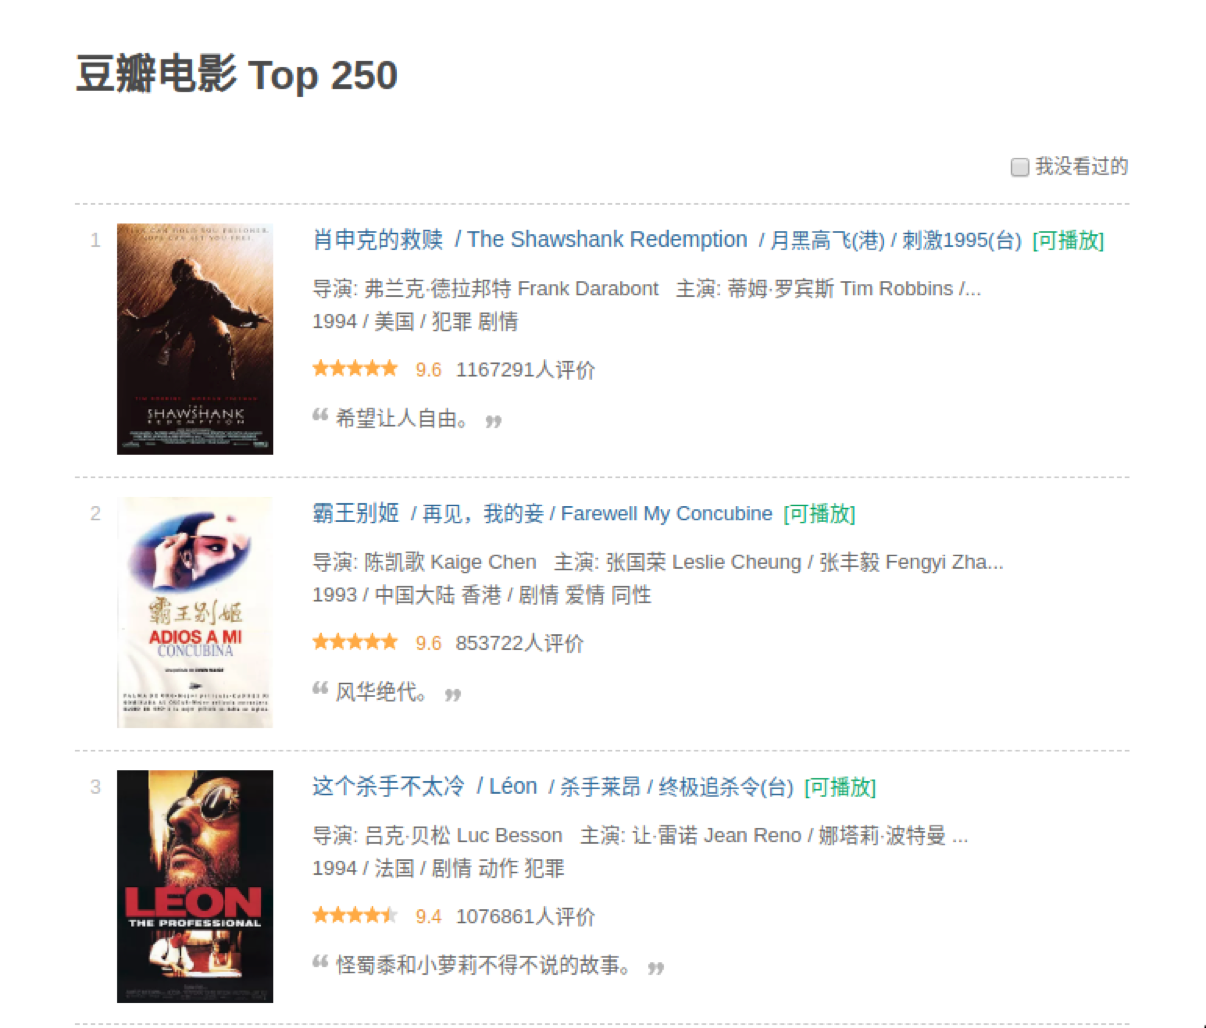 豆瓣电影 Top 250
我没看过的
1
FEAR CAN HOLD YOU PRISONER.
HOPE CAN SET YOU FREE.
THE
SHAWSHANK
REDEMPTION
肖申克的救赎 / The Shawshank Redemption / 月黑高飞(港) / 刺激1995(台) [可播放]
导演: 弗兰克·德拉邦特 Frank Darabont 主演: 蒂姆·罗宾斯 Tim Robbins /...
1994 / 美国 / 犯罪 剧情
9.6 1167291人评价
“ 希望让人自由。 ”
2
霸王别姬
ADIOS A MI
CONCUBINA
霸王别姬 / 再见，我的妾 / Farewell My Concubine [可播放]
导演: 陈凯歌 Kaige Chen 主演: 张国荣 Leslie Cheung / 张丰毅 Fengyi Zha...
1993 / 中国大陆 香港 / 剧情 爱情 同性
9.6 853722人评价
“ 风华绝代。 ”
3
LÉON
THE PROFESSIONAL
这个杀手不太冷 / Léon / 杀手莱昂 / 终极追杀令(台) [可播放]
导演: 吕克·贝松 Luc Besson 主演: 让·雷诺 Jean Reno / 娜塔莉·波特曼 ...
1994 / 法国 / 剧情 动作 犯罪
9.4 1076861人评价
“ 怪蜀黍和小萝莉不得不说的故事。 ”